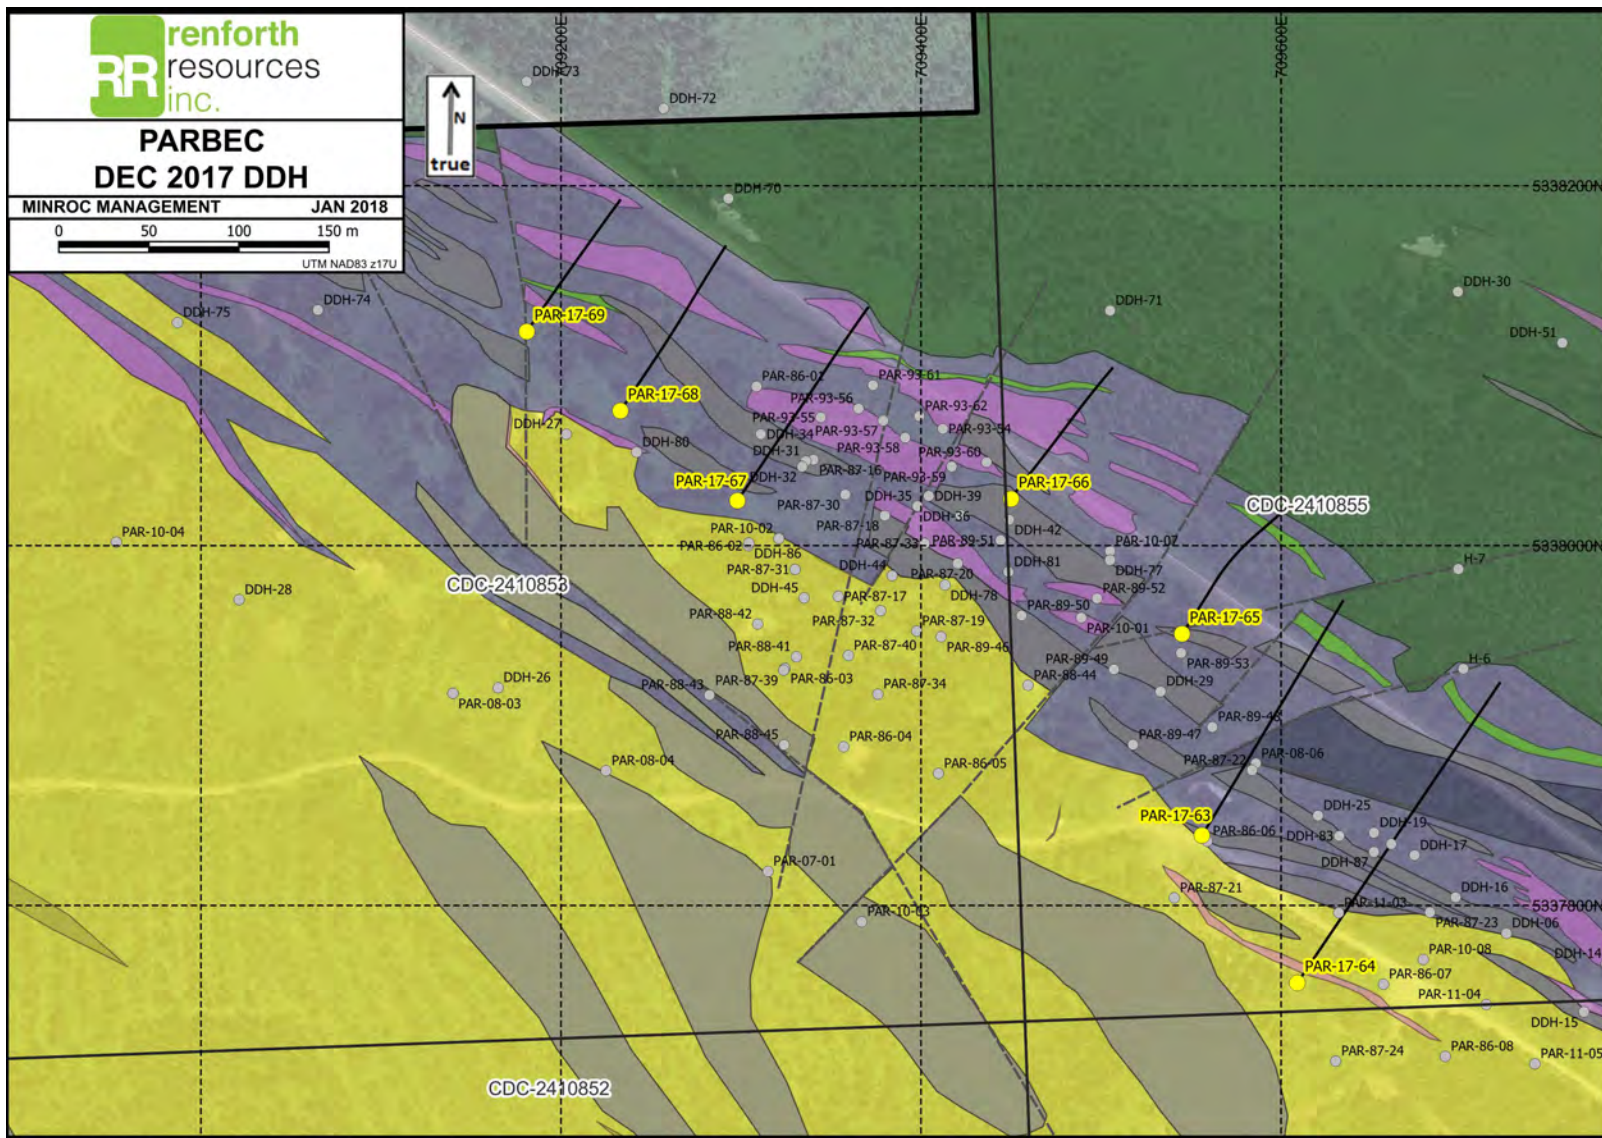 renforth
resources
inc.
RR
PARBEC
DEC 2017 DDH
MINROC MANAGEMENT JAN 2018
0 50 100 150 m
UTM NAD83 z17U
N
true
709200E
709400E
709600E
DDH-73
DDH-72
DDH-70
5338200N
DDH-30
DDH-71
DDH-51
DDH-74
DDH-75
PAR-17-69
PAR-17-68
PAR-86-01
PAR-93-61
PAR-93-56
PAR-93-55
PAR-93-62
PAR-93-57
PAR-93-54
DDH-27
DDH-34
DDH-80
DDH-31
PAR-93-58
PAR-93-60
DDH-32
PAR-87-16
PAR-93-59
PAR-17-67
PAR-17-66
PAR-87-30
DDH-35
DDH-39
CDC-2410855
DDH-36
PAR-10-02
PAR-87-18
DDH-42
PAR-10-04
PAR-86-02
DDH-86
PAR-87-33
PAR-89-51
PAR-10-07
5338000N
H-7
PAR-87-31
DDH-44
PAR-87-20
DDH-81
DDH-77
CDC-2410853
DDH-28
DDH-45
PAR-87-17
DDH-78
PAR-89-52
PAR-89-50
PAR-88-42
PAR-87-32
PAR-87-19
PAR-10-01
PAR-17-65
PAR-88-41
PAR-87-40
PAR-89-46
PAR-89-53
H-6
PAR-89-49
DDH-26
PAR-88-43
PAR-87-39
PAR-86-03
PAR-88-44
PAR-08-03
PAR-87-34
DDH-29
PAR-88-45
PAR-86-04
PAR-89-48
PAR-89-47
PAR-08-04
PAR-86-05
PAR-87-22
PAR-08-06
PAR-17-63
DDH-25
PAR-86-06
DDH-83
DDH-19
DDH-87
DDH-17
PAR-07-01
PAR-87-21
DDH-16
5337800N
PAR-10-03
PAR-11-03
PAR-87-23
DDH-06
PAR-10-08
DDH-14
PAR-17-64
PAR-86-07
PAR-11-04
DDH-15
PAR-87-24
PAR-86-08
PAR-11-05
CDC-2410852